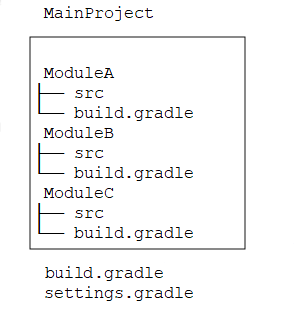 MainProject
ModuleA
├── src
└── build.gradle
ModuleB
├── src
└── build.gradle
ModuleC
├── src
└── build.gradle
build.gradle
settings.gradle